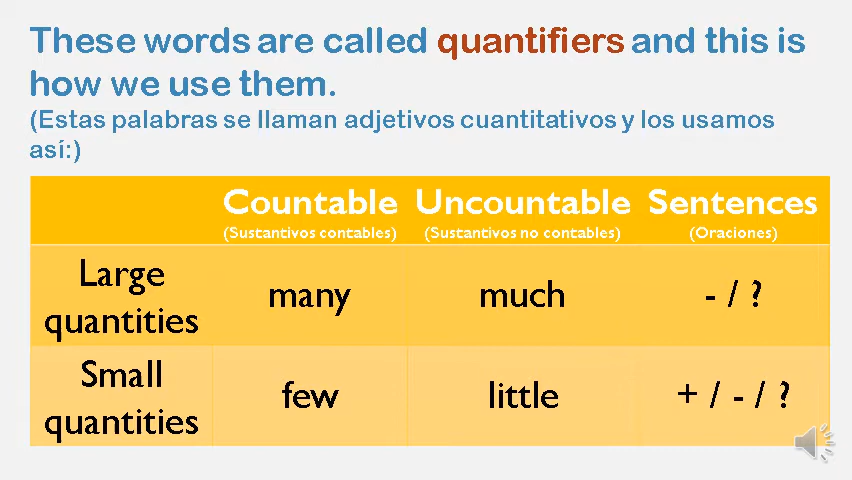 These words are called quantifiers and this is
how we use them.
(Estas palabras se llaman adjetivos cuantitativos y los usamos
así:)
Countable Uncountable Sentences
(Sustantivos contables) (Sustantivos no contables) (Oraciones)
Large
quantities many much - / ?
Small
quantities few little + / - / ?